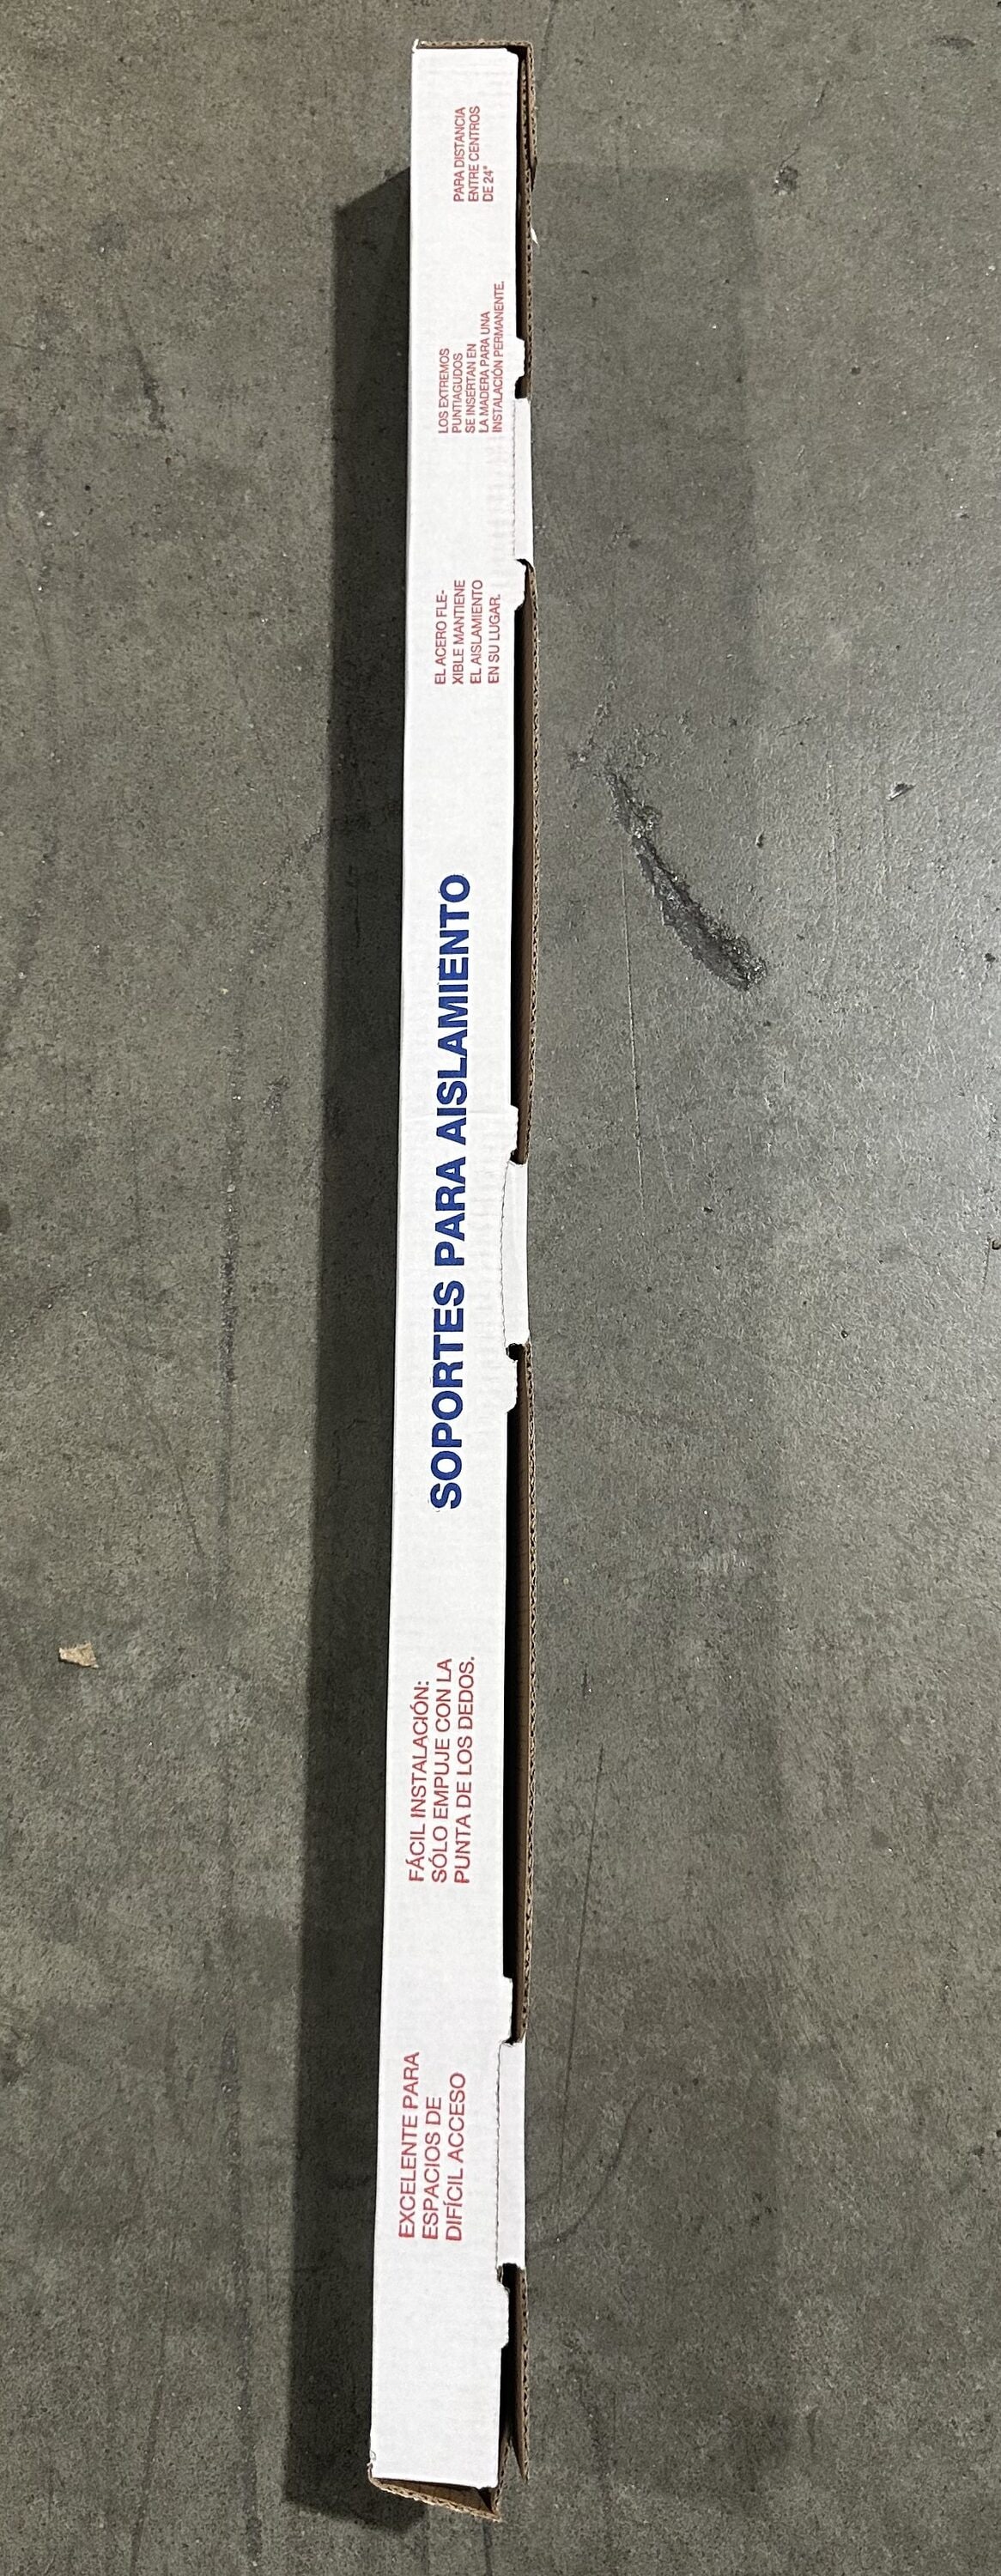 EXCELENTE PARA
ESPACIOS DE
DIFÍCIL ACCESO
FÁCIL INSTALACIÓN:
SÓLO EMPUJE CON LA
PUNTA DE LOS DEDOS.
SOPORTES PARA AISLAMIENTO
EL ACERO FLE-
XIBLE MANTIENE
EL AISLAMIENTO
EN SU LUGAR.
LOS EXTREMOS
PUNTIAGUDOS
SE INSERTAN EN
LA MADERA PARA UNA
INSTALACIÓN PERMANENTE.
PARA DISTANCIA
ENTRE CENTROS
DE 24"